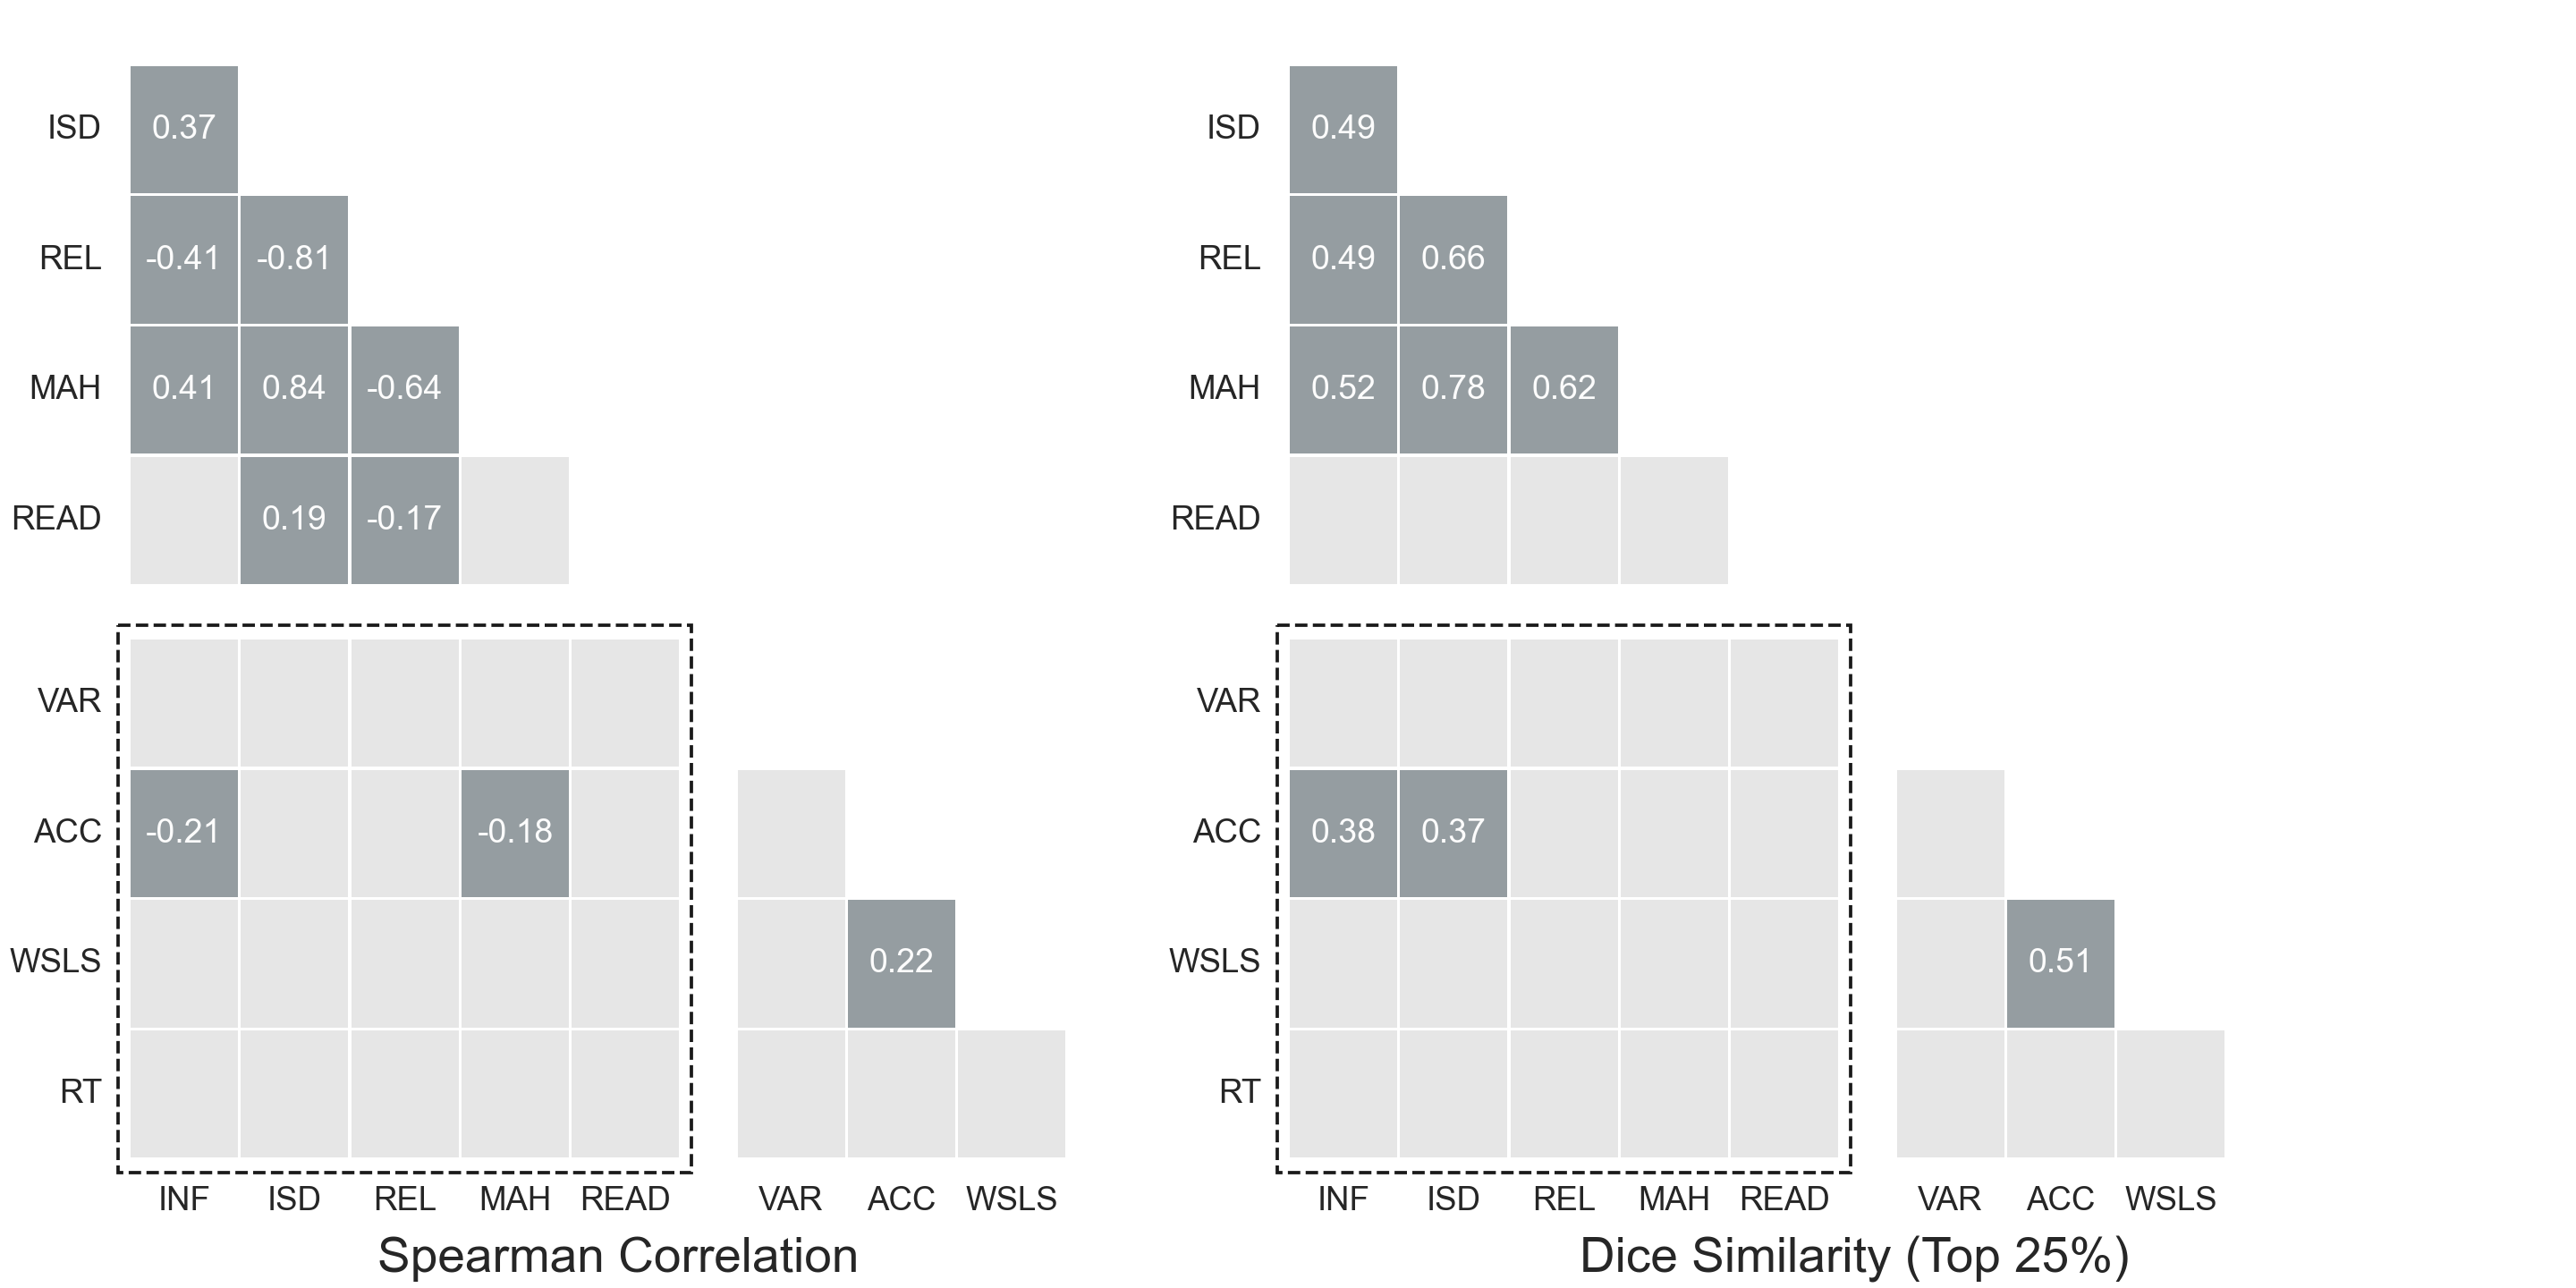 ISD 0.37
REL -0.41 -0.81
MAH 0.41 0.84 -0.64
READ 0.19 -0.17
VAR
ACC -0.21 -0.18
WSLS 0.22
RT
INF ISD REL MAH READ VAR ACC WSLS
Spearman Correlation
ISD 0.49
REL 0.49 0.66
MAH 0.52 0.78 0.62
READ
VAR
ACC 0.38 0.37
WSLS 0.51
RT
INF ISD REL MAH READ VAR ACC WSLS
Dice Similarity (Top 25%)